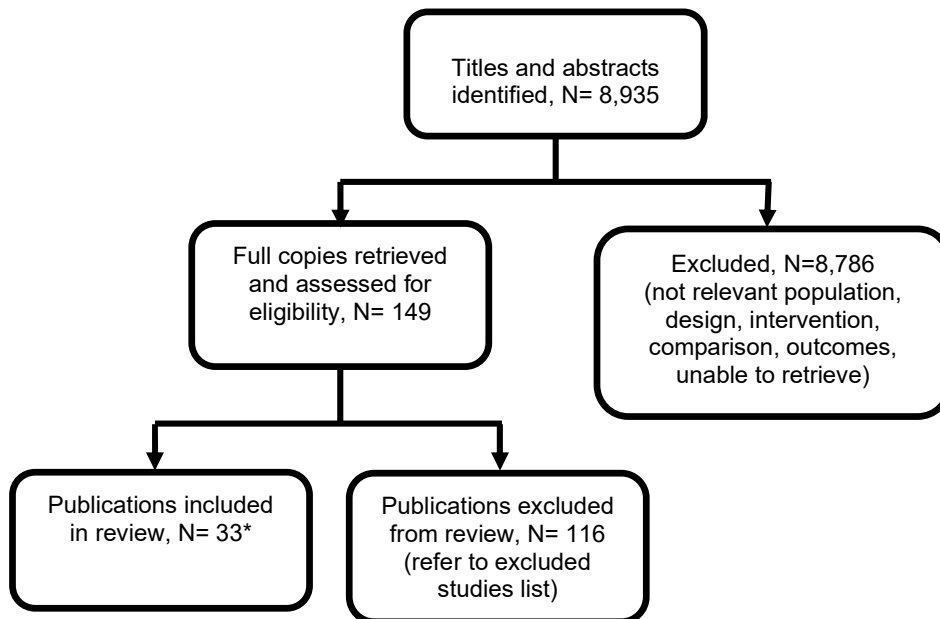 Titles and abstracts
identified, N= 8,935
Full copies retrieved
and assessed for
eligibility, N= 149
Excluded, N=8,786
(not relevant population,
design, intervention,
comparison, outcomes,
unable to retrieve)
Publications included
in review, N= 33*
Publications excluded
from review, N= 116
(refer to excluded
studies list)